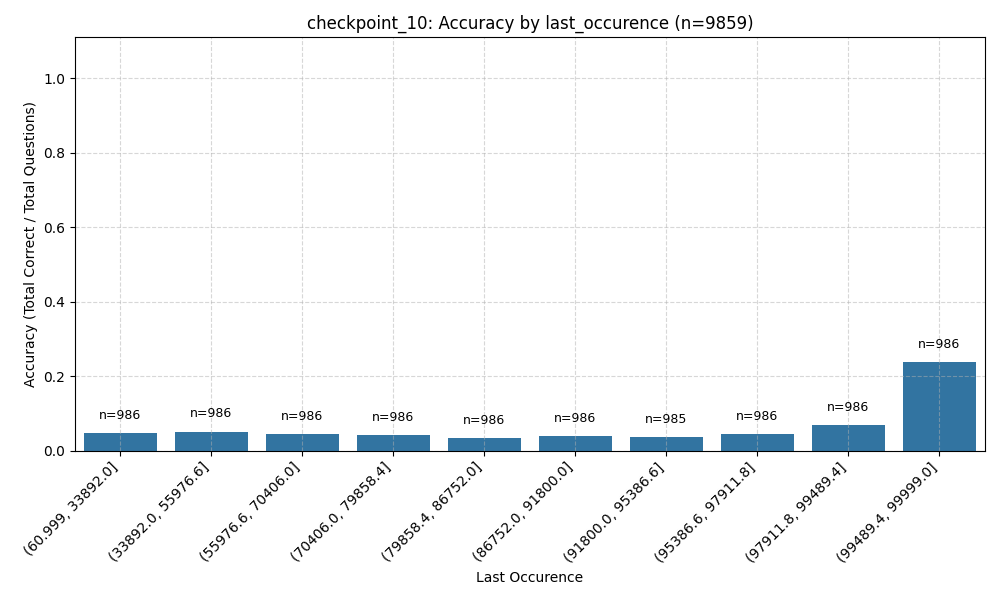 checkpoint_10: Accuracy by last_occurence (n=9859)
Accuracy (Total Correct / Total Questions)
1.0
0.8
0.6
0.4
0.2
0.0
n=986
n=986
n=986
n=986
n=986
n=986
n=985
n=986
n=986
n=986
(60.999, 33892.0]
(33892.0, 55976.6]
(55976.6, 70406.0]
(70406.0, 79858.4]
(79858.4, 86752.0]
(86752.0, 91800.0]
(91800.0, 95386.6]
(95386.6, 97911.8]
(97911.8, 99489.4]
(99489.4, 99999.0]
Last Occurence